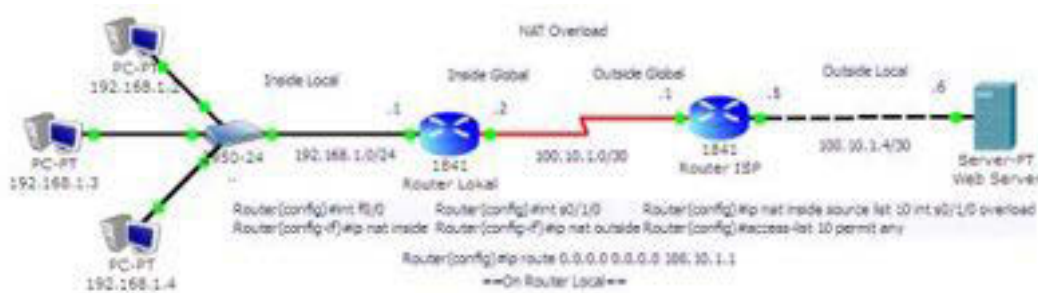 NAT Overload
PC-PT
192.168.1.2
Inside Local
Inside Global
Outside Global
Outside Local
.1
.2
.1
.5
.6
PC-PT
192.168.1.3
950-24
192.168.1.0/24
1841
Router Lokal
100.10.1.0/30
1841
Router ISP
100.10.1.4/30
Server-PT
Web Server
PC-PT
192.168.1.4
Router(config)#int f0/0
Router(config-if)#ip nat inside
Router(config)#int s0/1/0
Router(config-if)#ip nat outside
Router(config)#ip nat inside source list 10 int s0/1/0 overload
Router(config)#access-list 10 permit any
Router(config)#ip route 0.0.0.0 0.0.0.0 100.10.1.1
==On Router Local==